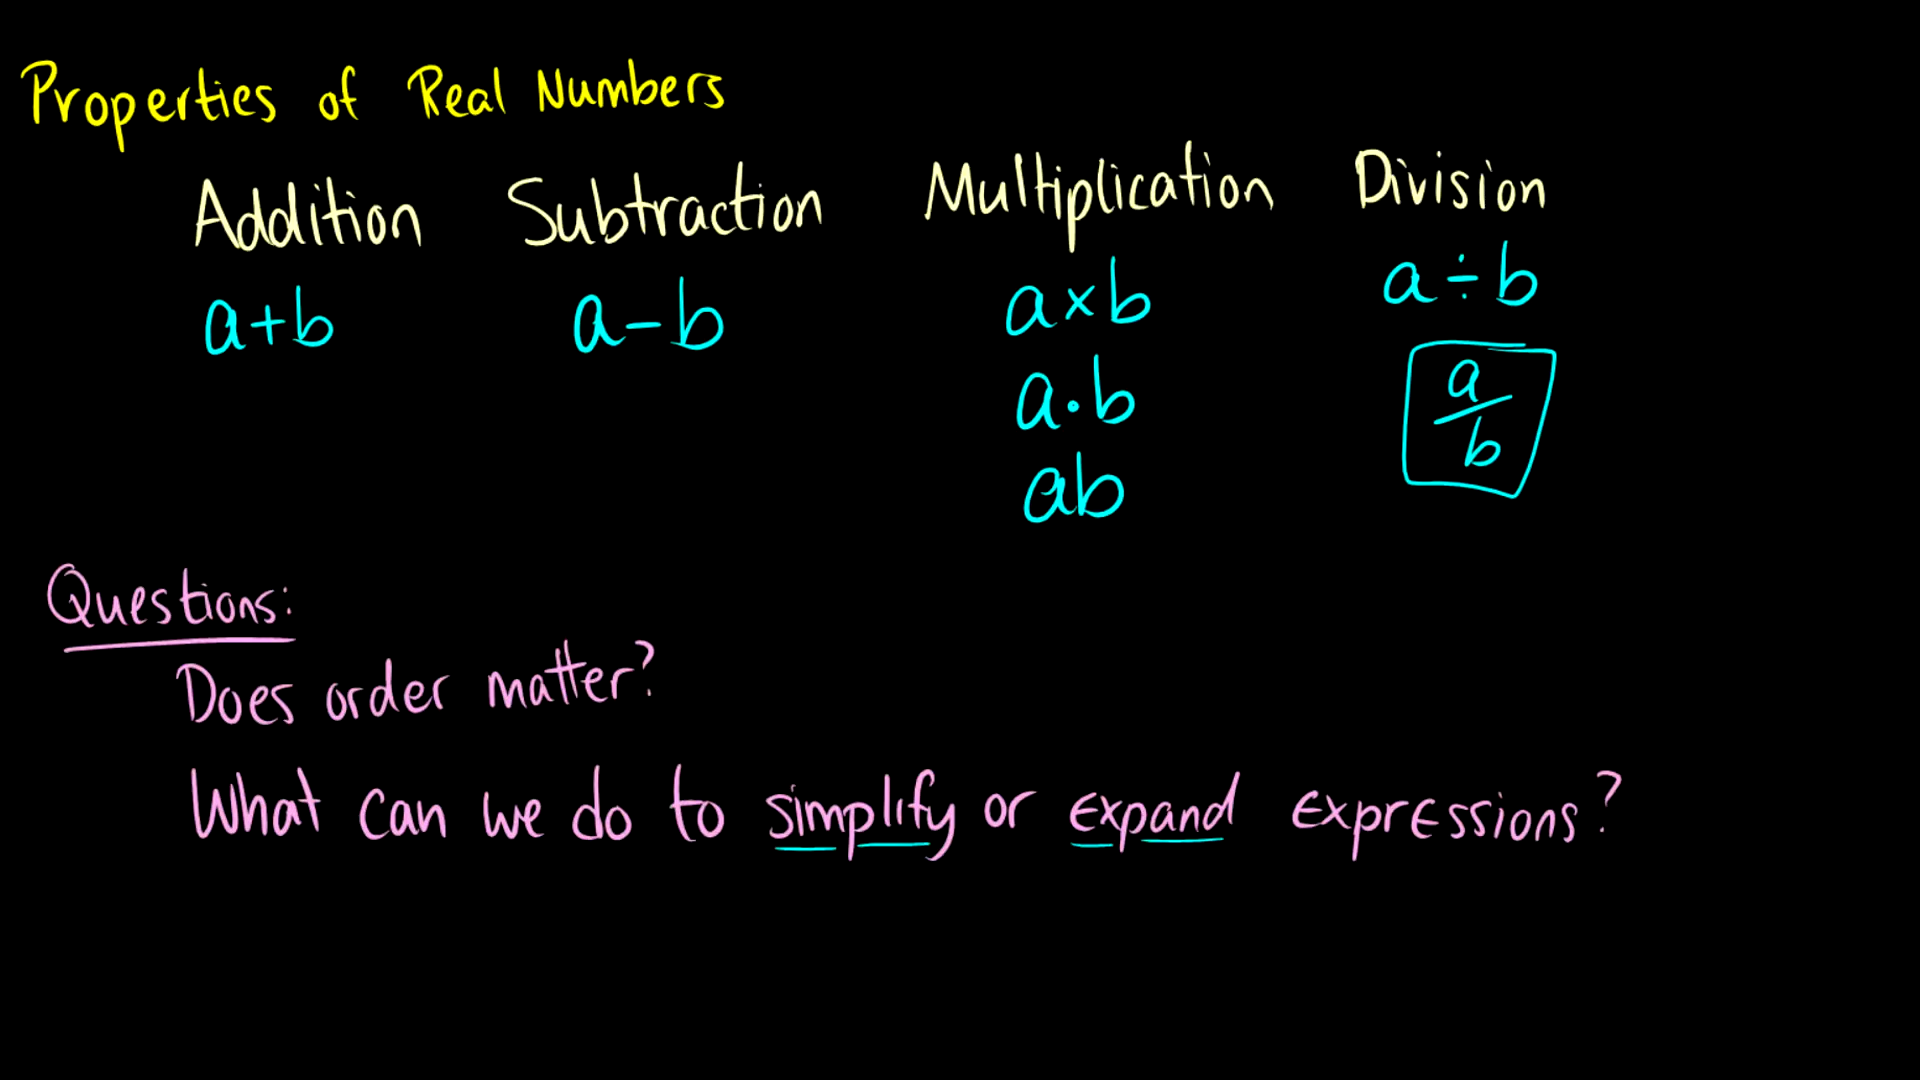 Properties of Real Numbers
Addition Subtraction Multiplication Division
a+b a-b a×b a÷b
a·b a/b
ab
Questions:
Does order matter?
What can we do to simplify or expand expressions?